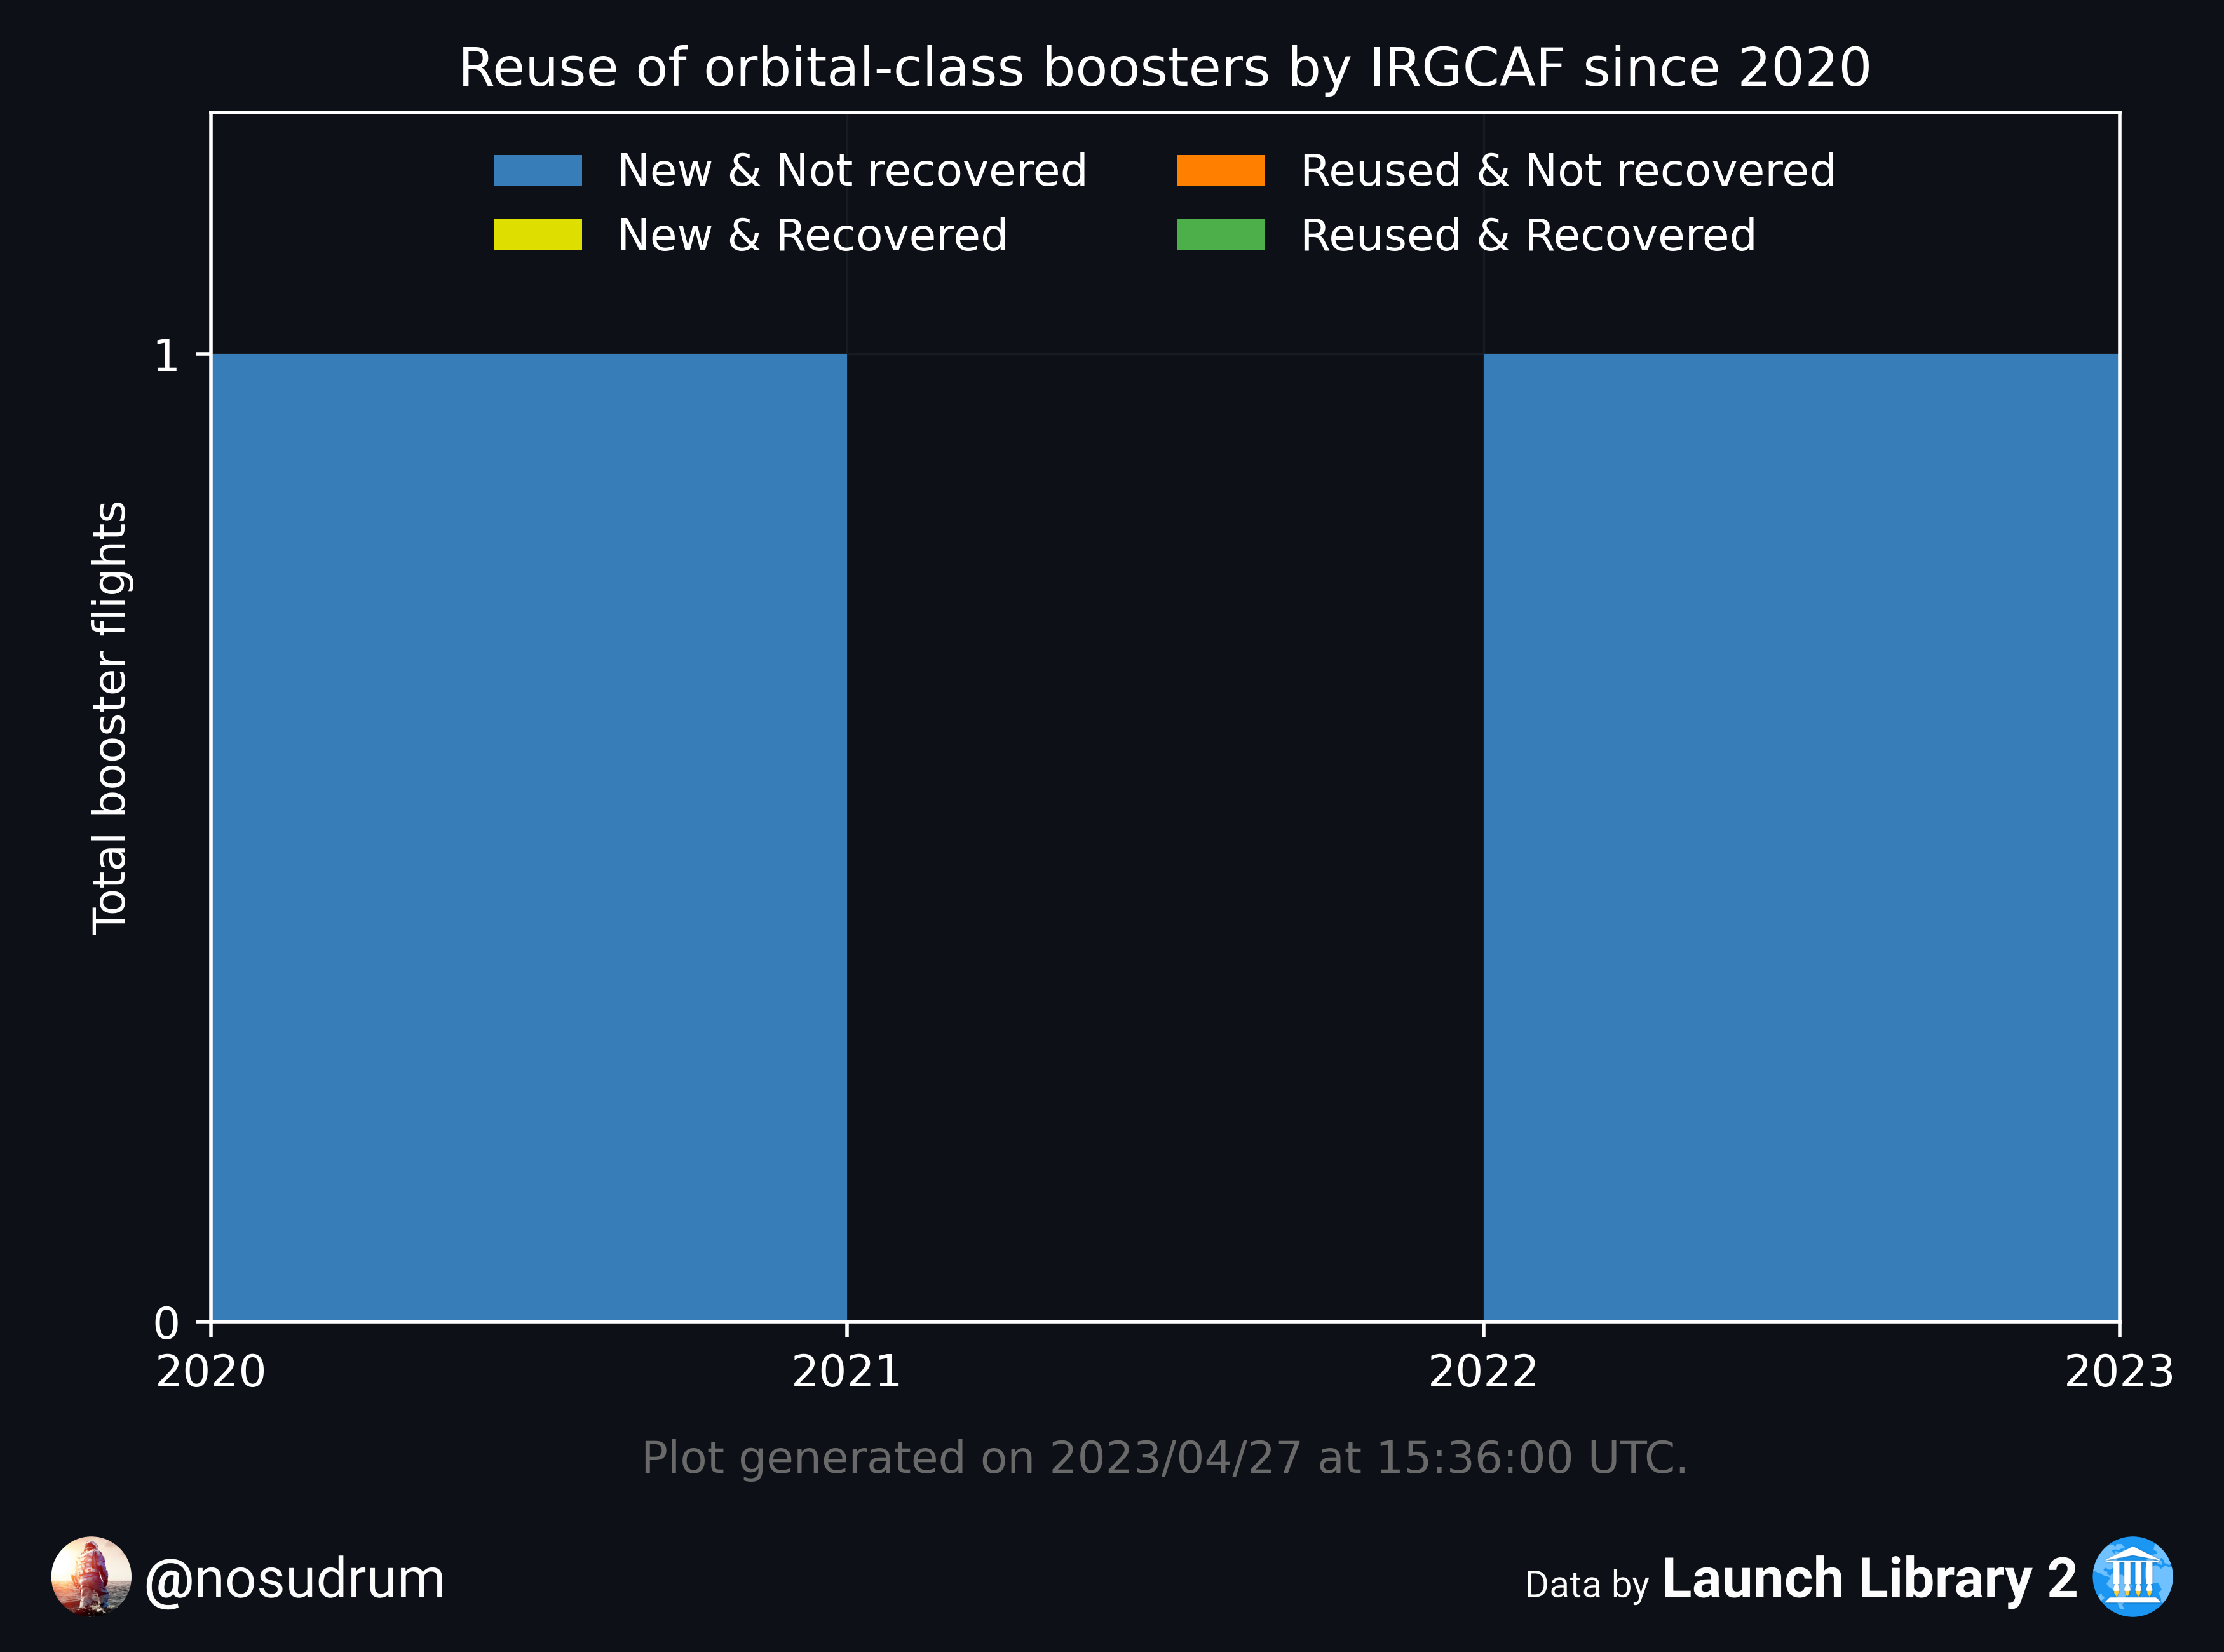 Reuse of orbital-class boosters by IRGCAF since 2020
New & Not recovered
New & Recovered
Reused & Not recovered
Reused & Recovered
Total booster flights
1
0
2020 2021 2022 2023
Plot generated on 2023/04/27 at 15:36:00 UTC.
@nosudrum
Data by Launch Library 2